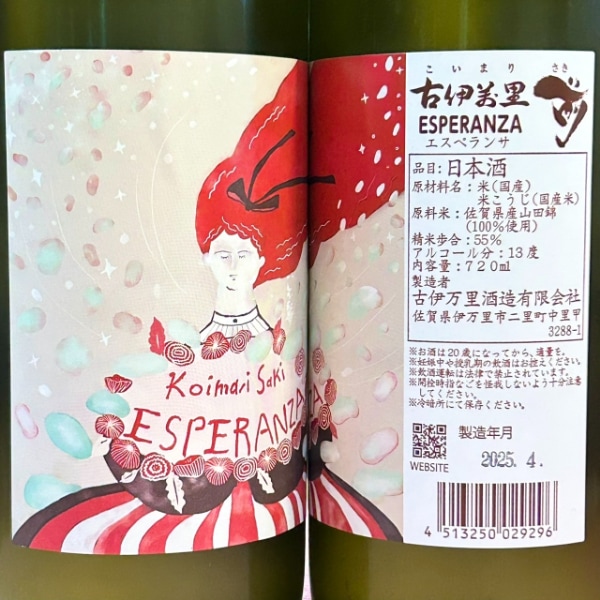 Koimari Saki
ESPERANZA
こいまり さき
古伊万里 前
ESPERANZA
エスペランサ
品目:日本酒
原材料名:米(国産)
米こうじ(国産米)
原料米:佐賀県産山田錦
(100%使用)
精米歩合:55%
アルコール分:13度
内容量:720ml
製造者
古伊万里酒造有限会社
佐賀県伊万里市二里町中里甲
3288-1
※お酒は20歳になってから、適量を。
※妊娠中や授乳期の飲酒はお控えください。
※飲酒運転は法律で禁止されています。
※開栓時指などを怪我しないよう十分注意
してください。
※冷暗所にて保存ください。
製造年月
WEBSITE
2025.4.
4 513250 029296